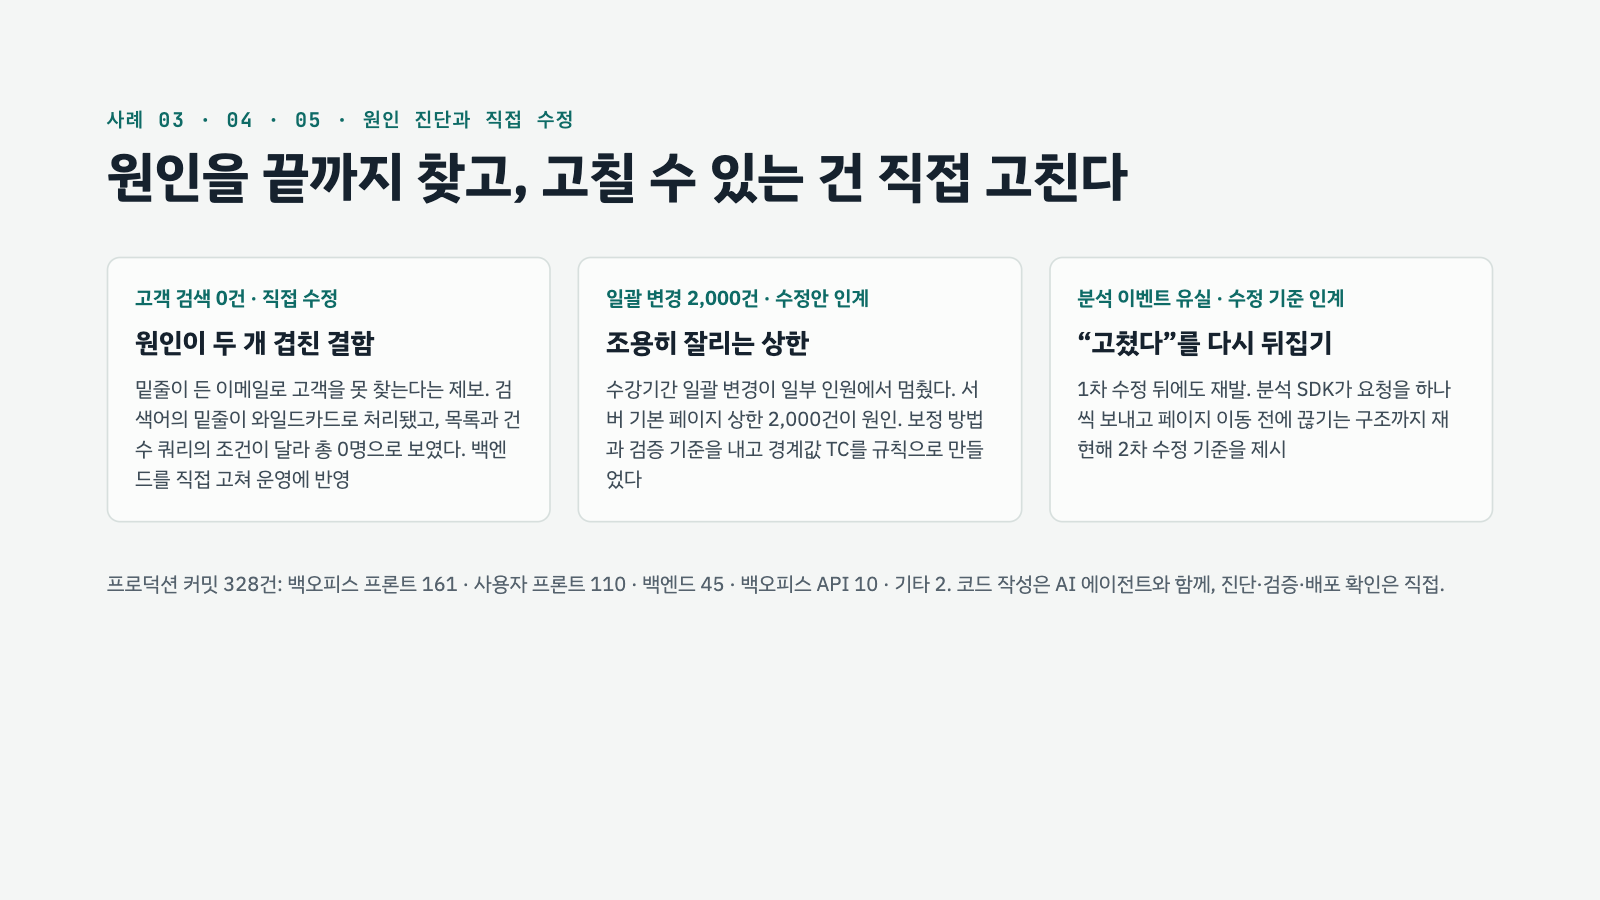 사례 03 · 04 · 05 · 원인 진단과 직접 수정
원인을 끝까지 찾고, 고칠 수 있는 건 직접 고친다
고객 검색 0건 · 직접 수정
원인이 두 개 겹친 결함
밑줄이 든 이메일로 고객을 못 찾는다는 제보. 검
색어의 밑줄이 와일드카드로 처리됐고, 목록과 건
수 쿼리의 조건이 달라 총 0명으로 보였다. 백엔
드를 직접 고쳐 운영에 반영
일괄 변경 2,000건 · 수정안 인계
조용히 잘리는 상한
수강기간 일괄 변경이 일부 인원에서 멈췄다. 서
버 기본 페이지 상한 2,000건이 원인. 보정 방법
과 검증 기준을 내고 경계값 TC를 규칙으로 만들
었다
분석 이벤트 유실 · 수정 기준 인계
“고쳤다”를 다시 뒤집기
1차 수정 뒤에도 재발. 분석 SDK가 요청을 하나
씩 보내고 페이지 이동 전에 끊기는 구조까지 재
현해 2차 수정 기준을 제시
프로덕션 커밋 328건: 백오피스 프론트 161 · 사용자 프론트 110 · 백엔드 45 · 백오피스 API 10 · 기타 2. 코드 작성은 AI 에이전트와 함께, 진단·검증·배포 확인은 직접.